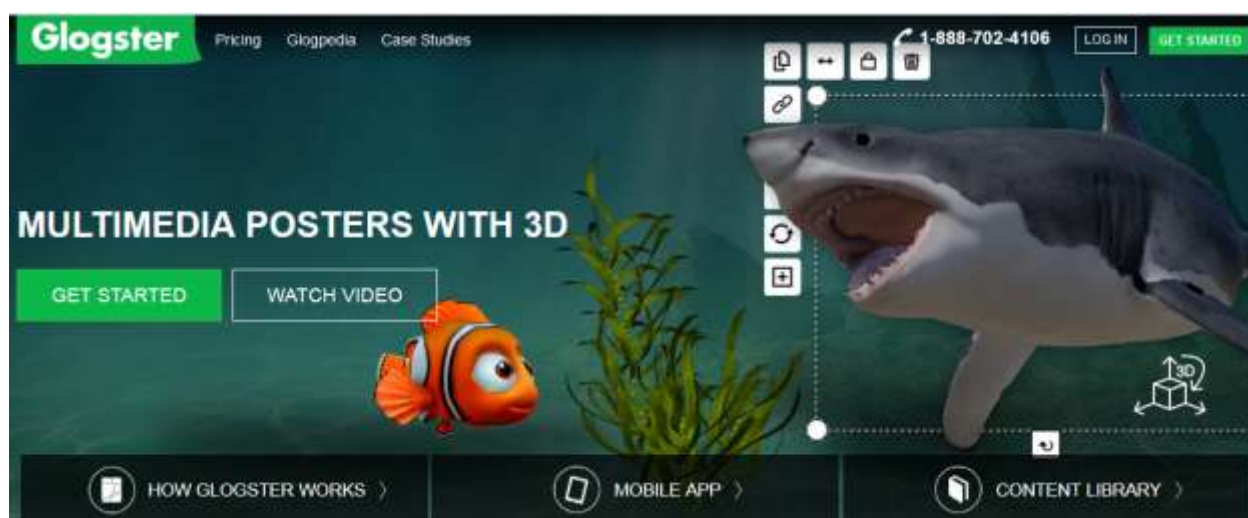 Glogster
Pricing Glogpedia Case Studies
1-888-702-4106
LOG IN
GET STARTED
MULTIMEDIA POSTERS WITH 3D
GET STARTED
WATCH VIDEO
3D
HOW GLOGSTER WORKS
MOBILE APP
CONTENT LIBRARY